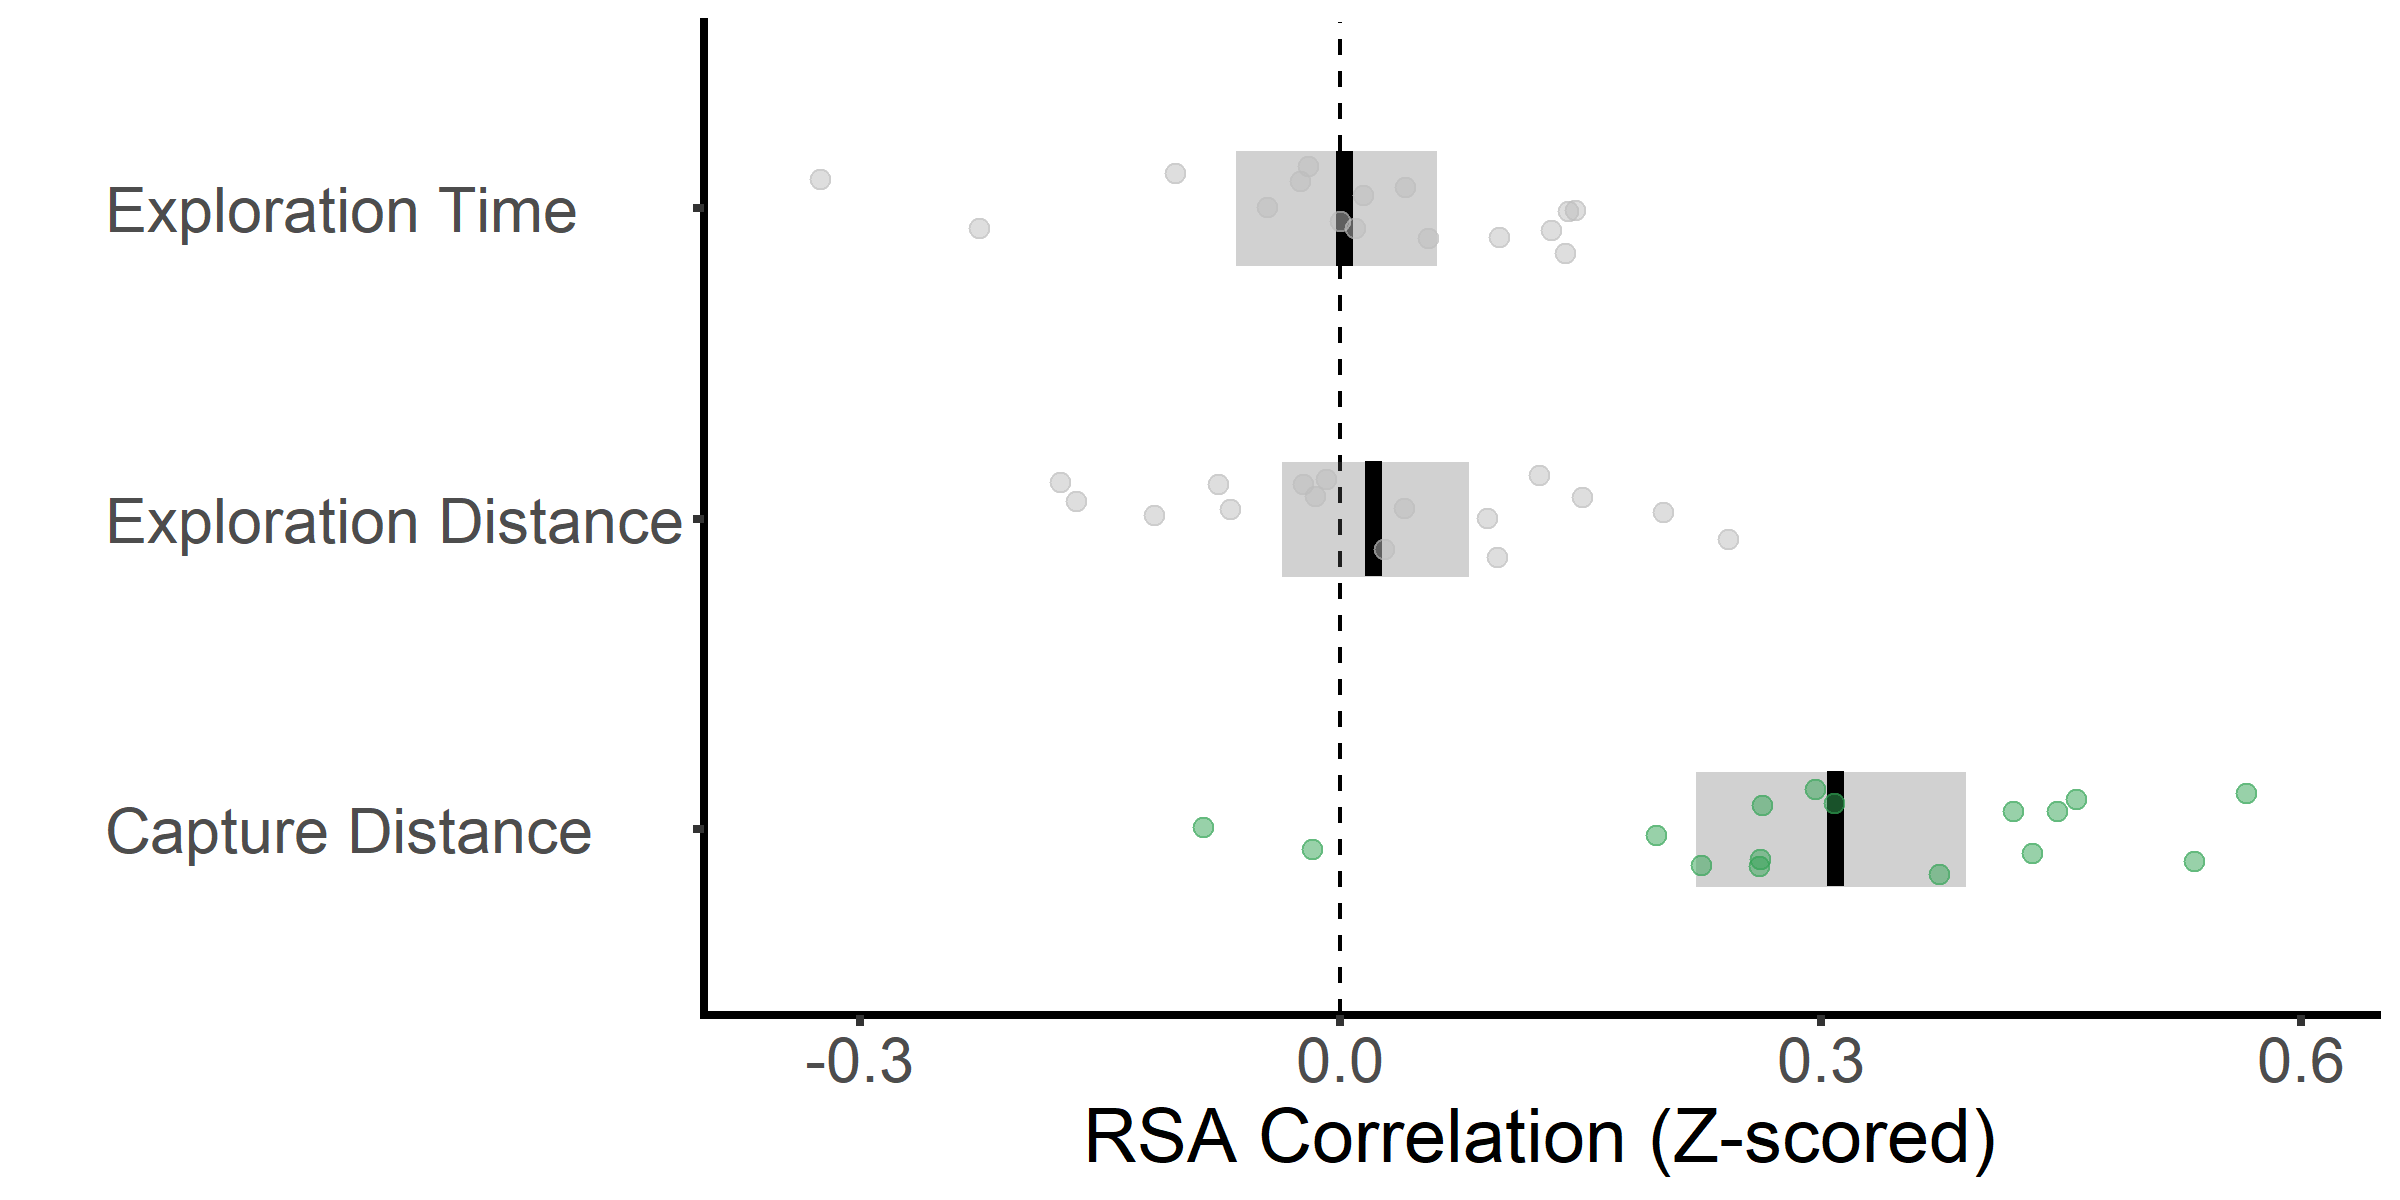 Exploration Time
Exploration Distance
Capture Distance
-0.3 0.0 0.3 0.6
RSA Correlation (Z-scored)